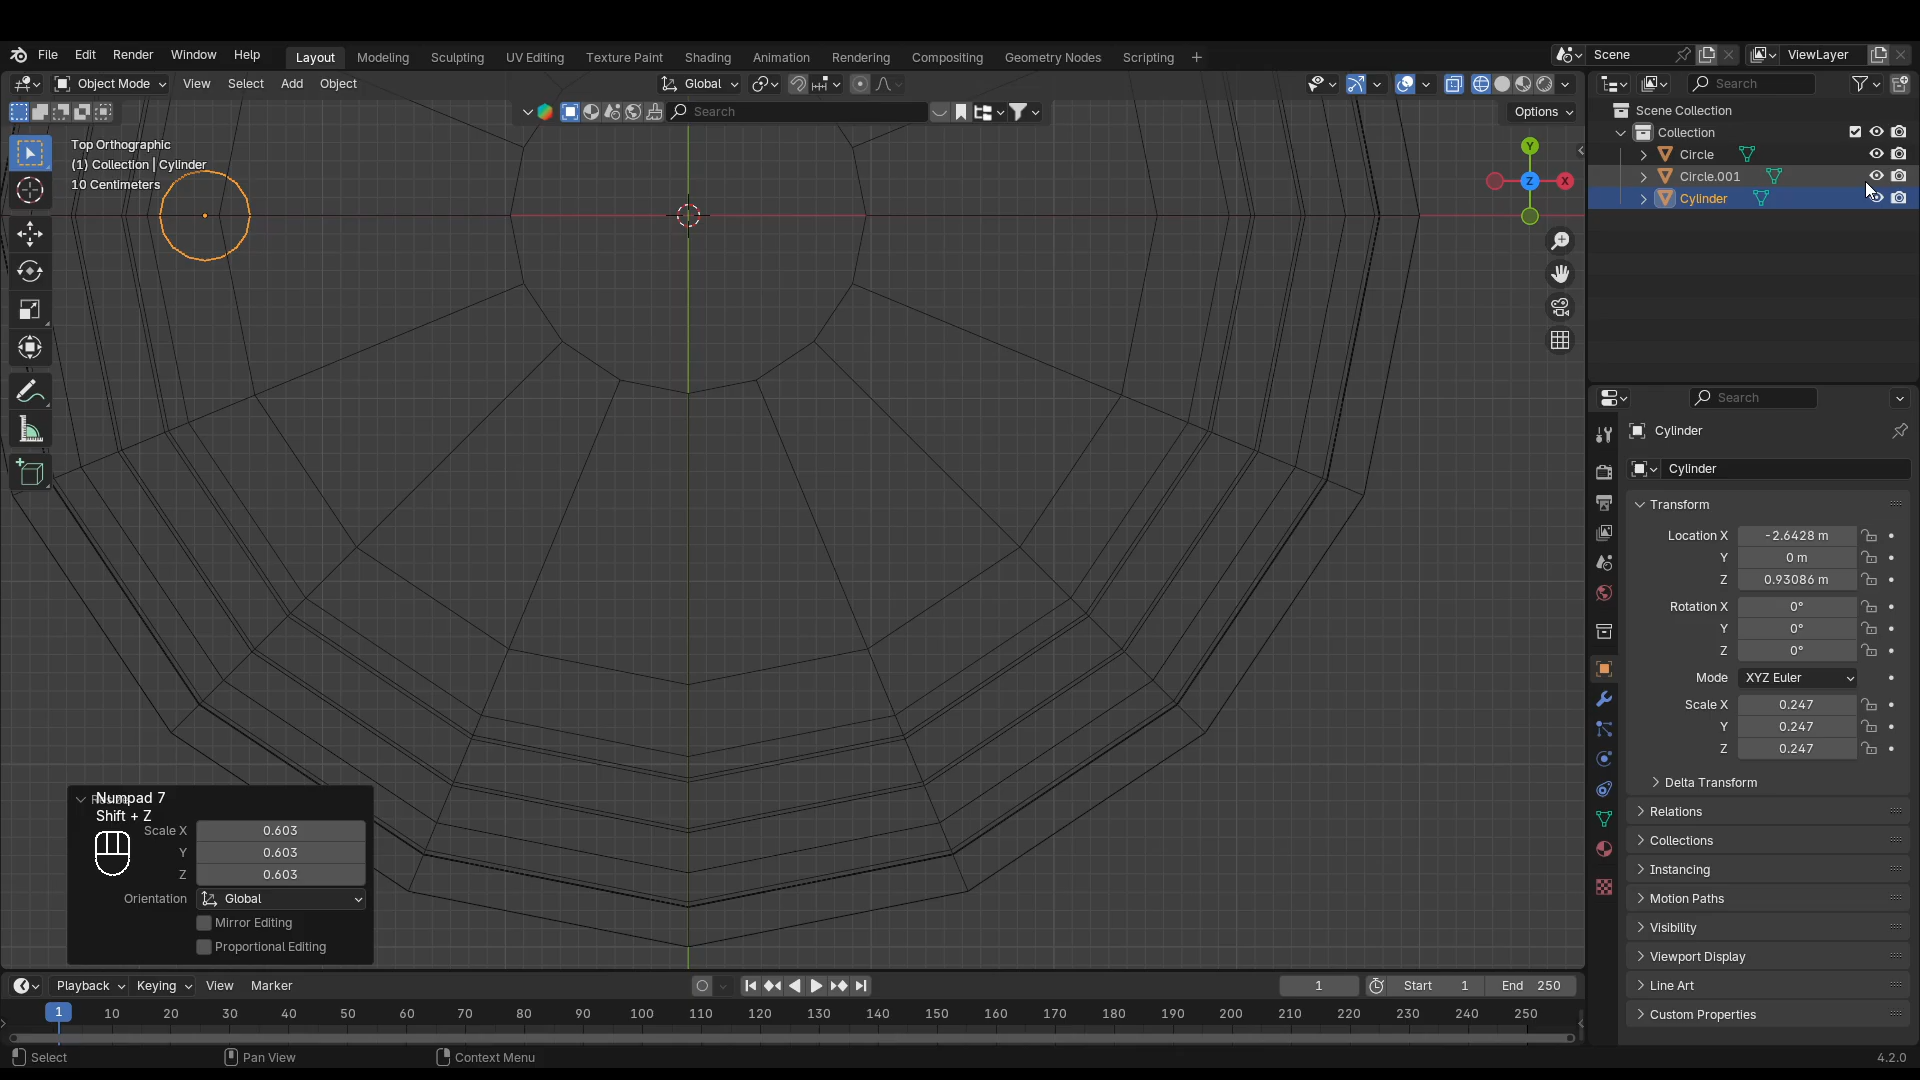 File Edit Render Window Help Layout Modeling Sculpting UV Editing Texture Paint Shading Animation Rendering Compositing Geometry Nodes Scripting + Scene ViewLayer
Object Mode View Select Add Object Global Search
Search Options
Top Orthographic
(1) Collection | Cylinder
10 Centimeters
Y
Z
X
Scene Collection
Collection
Circle
Circle.001
Cylinder
Search
Cylinder
Cylinder
Transform
Location X -2.6428 m
Y 0 m
Z 0.93086 m
Rotation X 0°
Y 0°
Z 0°
Mode XYZ Euler
Scale X 0.247
Y 0.247
Z 0.247
Delta Transform
Relations
Collections
Instancing
Motion Paths
Visibility
Viewport Display
Line Art
Custom Properties
Numpad 7
Shift + Z
Scale X 0.603
Y 0.603
Z 0.603
Orientation Global
Mirror Editing
Proportional Editing
Playback Keying View Marker 1 Start 1 End 250
1 10 20 30 40 50 60 70 80 90 100 110 120 130 140 150 160 170 180 190 200 210 220 230 240 250
Select Pan View Context Menu 4.2.0